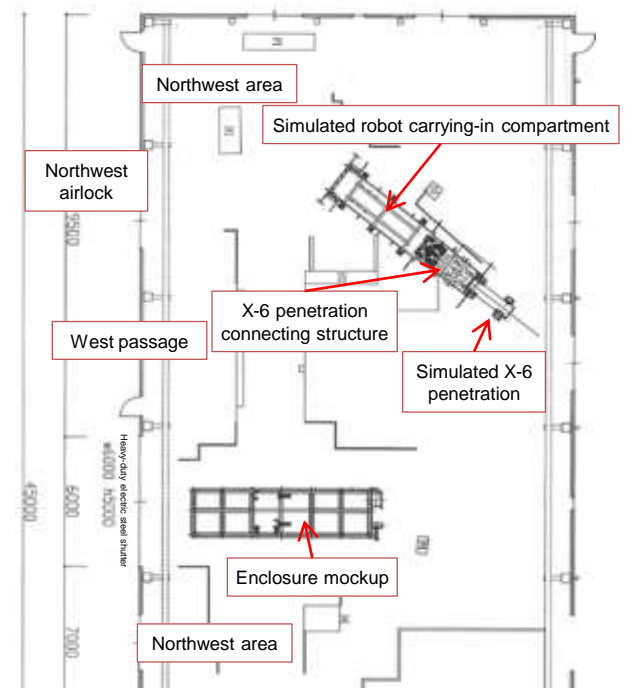 Northwest area
Simulated robot carrying-in compartment
Northwest
airlock
9500
X-6 penetration
connecting structure
West passage
Simulated X-6
penetration
Heavy-duty electric steel shutter
w6000 h5000
6000
45000
Enclosure mockup
7000
Northwest area